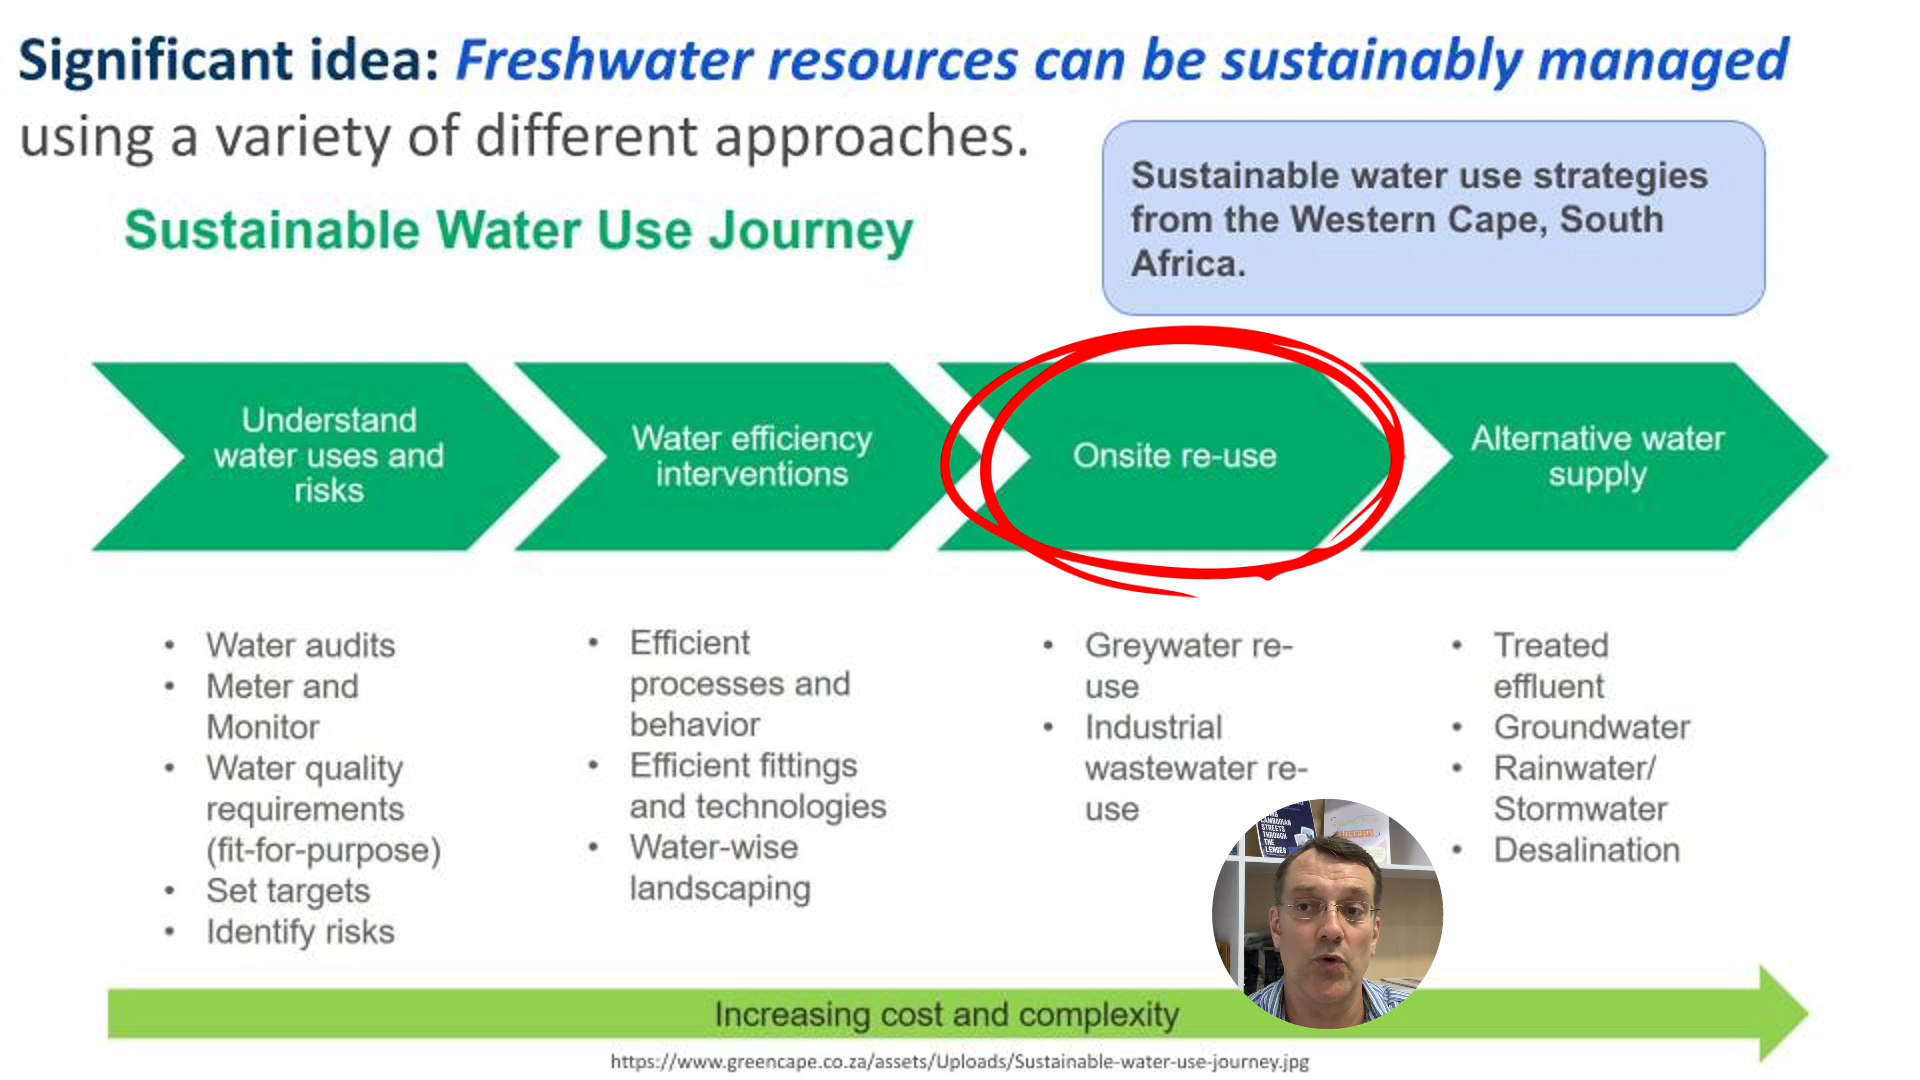 Significant idea: Freshwater resources can be sustainably managed
using a variety of different approaches.
Sustainable water use strategies
from the Western Cape, South
Africa.
Sustainable Water Use Journey
Understand
water uses and
risks
Water efficiency
interventions
Onsite re-use
Alternative water
supply
• Water audits
• Meter and
Monitor
• Water quality
requirements
(fit-for-purpose)
• Set targets
• Identify risks
• Efficient
processes and
behavior
• Efficient fittings
and technologies
• Water-wise
landscaping
• Greywater re-
use
• Industrial
wastewater re-
use
• Treated
effluent
• Groundwater
• Rainwater/
Stormwater
• Desalination
STREETS
THROUGH
THE
LENSES
Increasing cost and complexity
https://www.greencape.co.za/assets/Uploads/Sustainable-water-use-journey.jpg